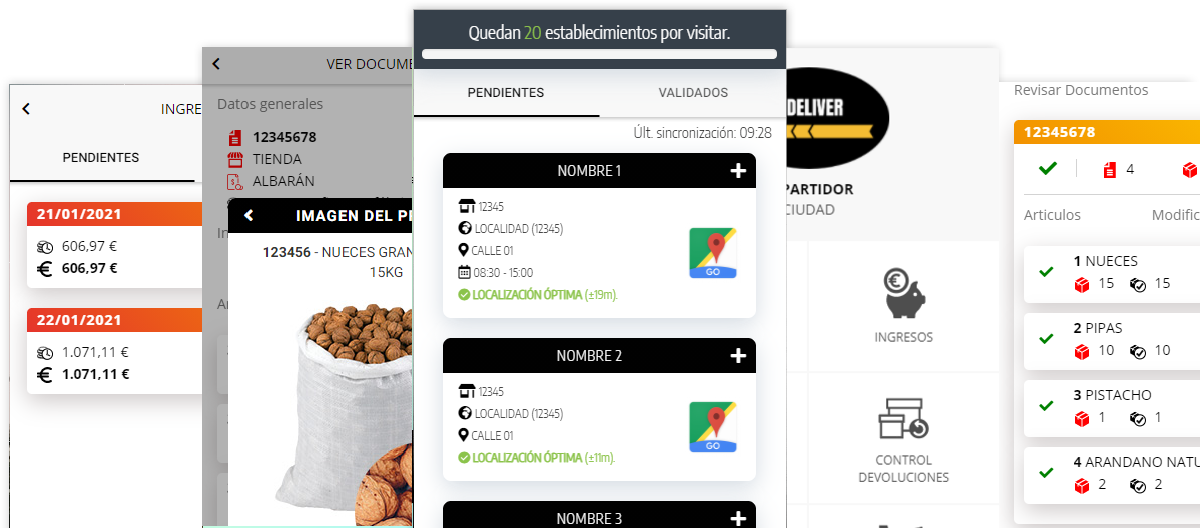 INGRE
PENDIENTES
21/01/2021
606,97 €
606,97 €
22/01/2021
1.071,11 €
1.071,11 €
VER DOCUME
Datos generales
12345678
TIENDA
ALBARÁN
In
IMAGEN DEL P
123456 - NUECES GRAN
15KG
Quedan 20 establecimientos por visitar.
PENDIENTES VALIDADOS
Últ. sincronización: 09:28
NOMBRE 1
12345
LOCALIDAD (12345)
CALLE 01
08:30 - 15:00
LOCALIZACIÓN ÓPTIMA (±19m).
GO
NOMBRE 2
12345
LOCALIDAD (12345)
CALLE 01
LOCALIZACIÓN ÓPTIMA (±11m).
GO
NOMBRE 3
DELIVER
PARTIDOR
CIUDAD
INGRESOS
CONTROL
DEVOLUCIONES
Revisar Documentos
12345678
4
Articulos Modific
1 NUECES
15 15
2 PIPAS
10 10
3 PISTACHO
1 1
4 ARANDANO NATU
2 2